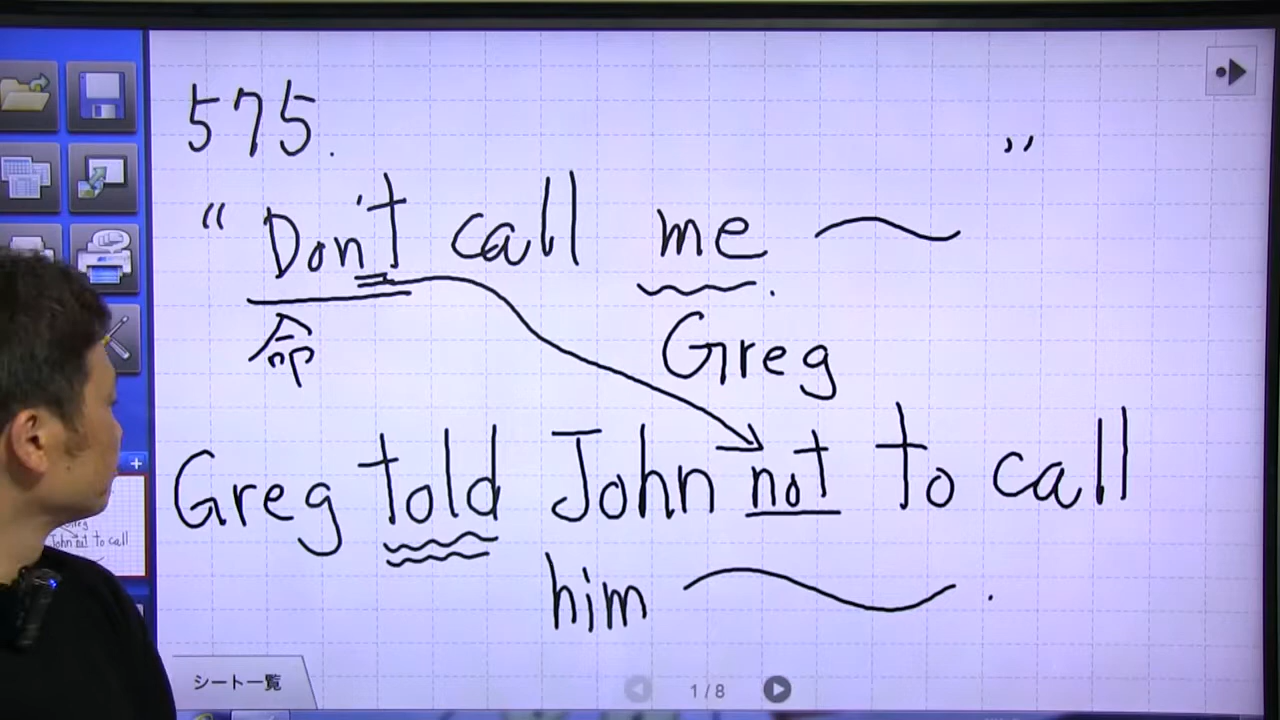 575.
“Don't call me 〜”
命
Greg
Greg told John not to call
him 〜.
シート一覧
1/8